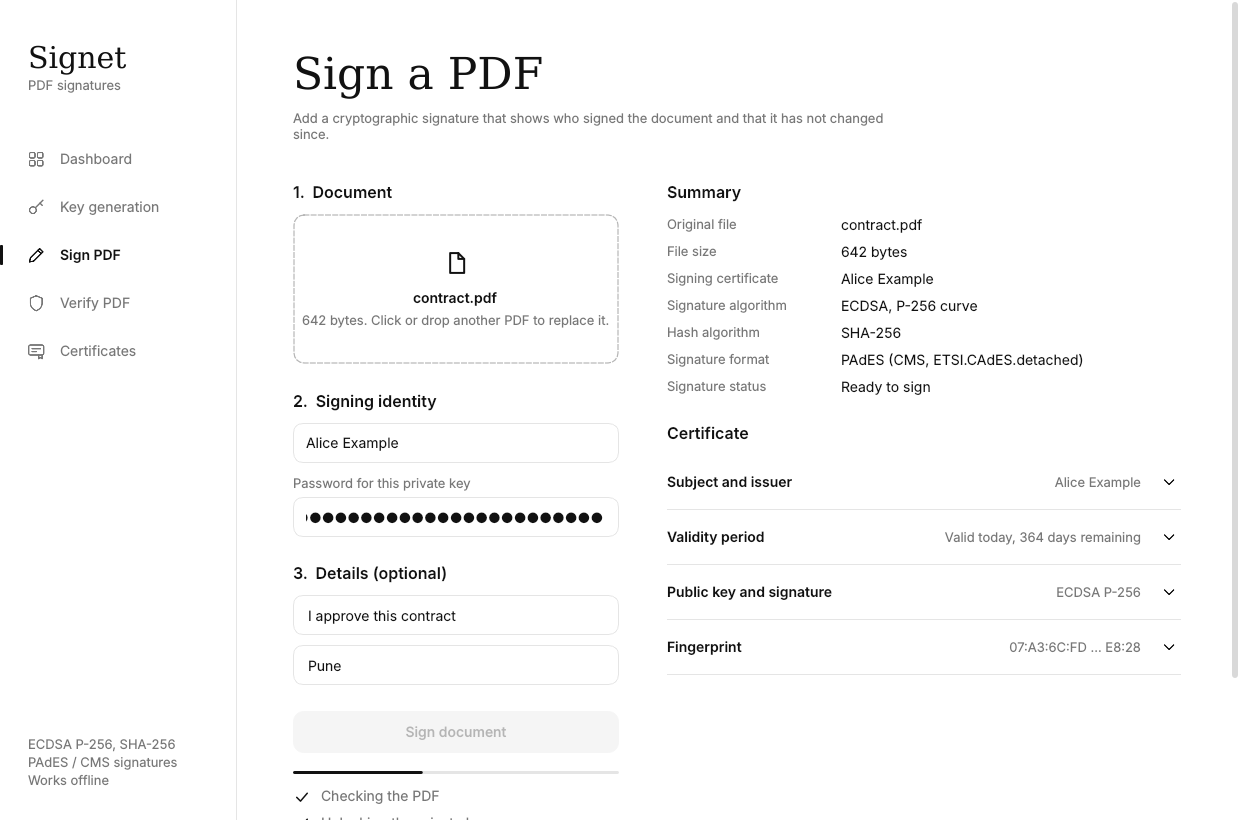 Signet
PDF signatures
Dashboard
Key generation
Sign PDF
Verify PDF
Certificates
ECDSA P-256, SHA-256
PAdES / CMS signatures
Works offline
Sign a PDF
Add a cryptographic signature that shows who signed the document and that it has not changed
since.
1. Document
contract.pdf
642 bytes. Click or drop another PDF to replace it.
2. Signing identity
Alice Example
Password for this private key
3. Details (optional)
I approve this contract
Pune
Sign document
Checking the PDF
Summary
Original file contract.pdf
File size 642 bytes
Signing certificate Alice Example
Signature algorithm ECDSA, P-256 curve
Hash algorithm SHA-256
Signature format PAdES (CMS, ETSI.CAdES.detached)
Signature status Ready to sign
Certificate
Subject and issuer Alice Example
Validity period Valid today, 364 days remaining
Public key and signature ECDSA P-256
Fingerprint 07:A3:6C:FD ... E8:28